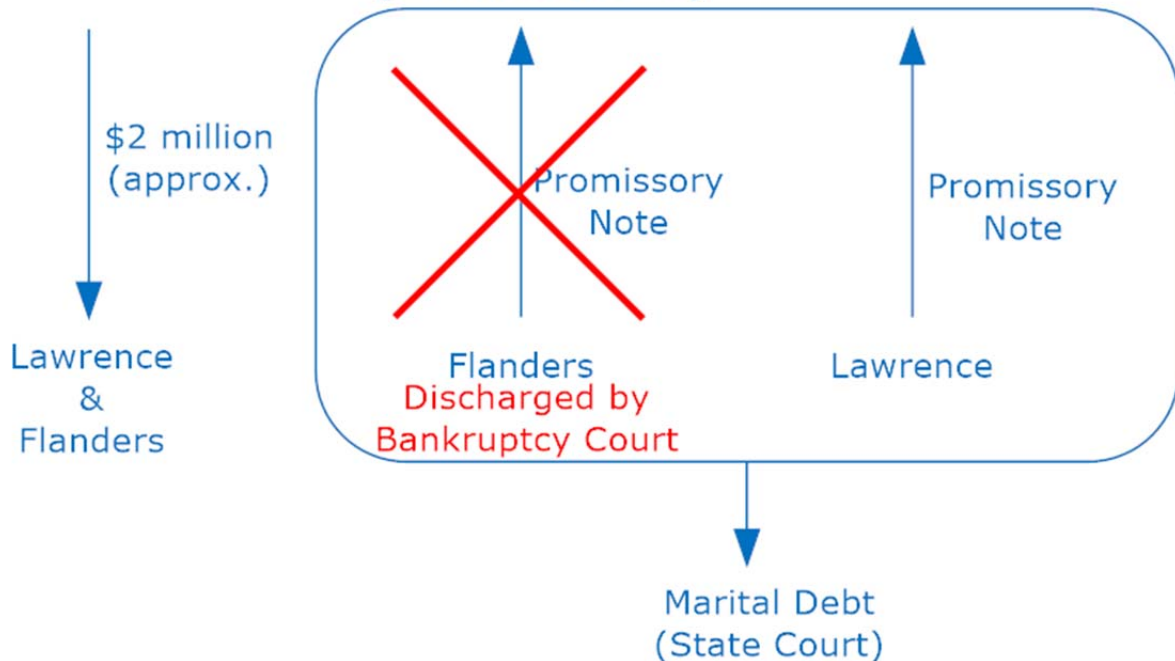 $2 million
(approx.)
Lawrence
&
Flanders
Promissory
Note
Flanders
Discharged by
Bankruptcy Court
Promissory
Note
Lawrence
Marital Debt
(State Court)